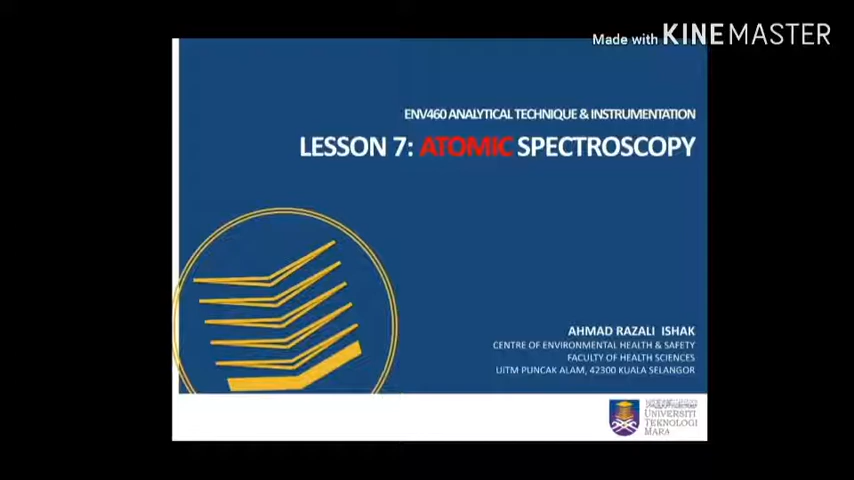 Made with KINEMASTER
ENV460 ANALYTICAL TECHNIQUE & INSTRUMENTATION
LESSON 7: ATOMIC SPECTROSCOPY
AHMAD RAZALI ISHAK
CENTRE OF ENVIRONMENTAL HEALTH & SAFETY
FACULTY OF HEALTH SCIENCES
UiTM PUNCAK ALAM, 42300 KUALA SELANGOR
UNIVERSITI
TEKNOLOGI
MARA